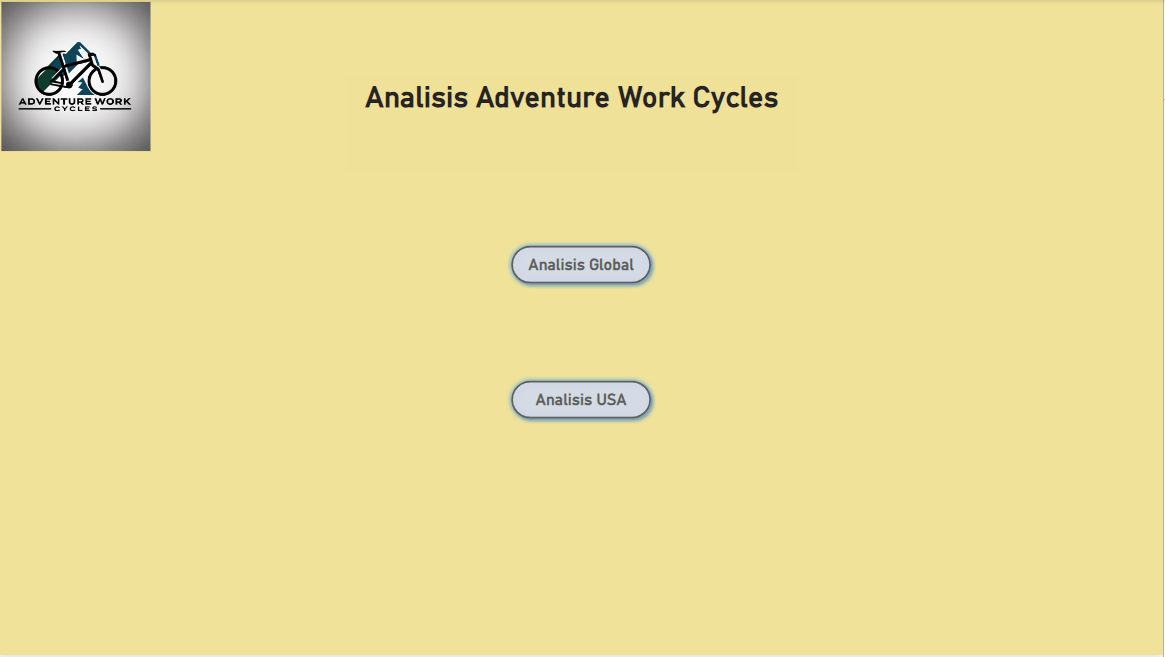 ADVENTURE WORK
CYCLES
Analisis Adventure Work Cycles
Analisis Global
Analisis USA